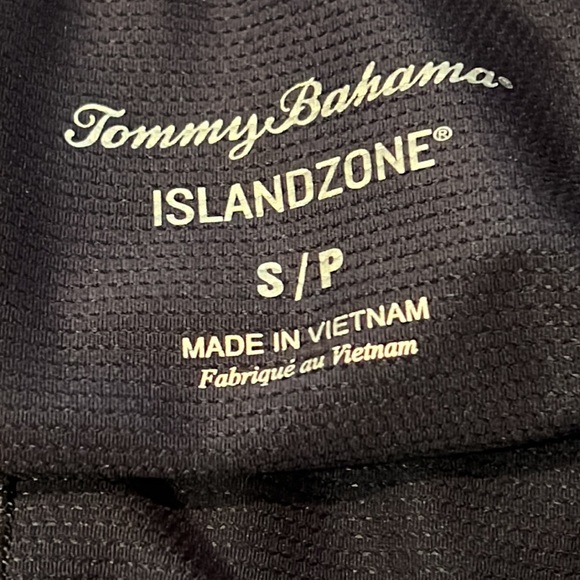 Tommy Bahama®
ISLANDZONE®
S/P
MADE IN VIETNAM
Fabriqué au Vietnam